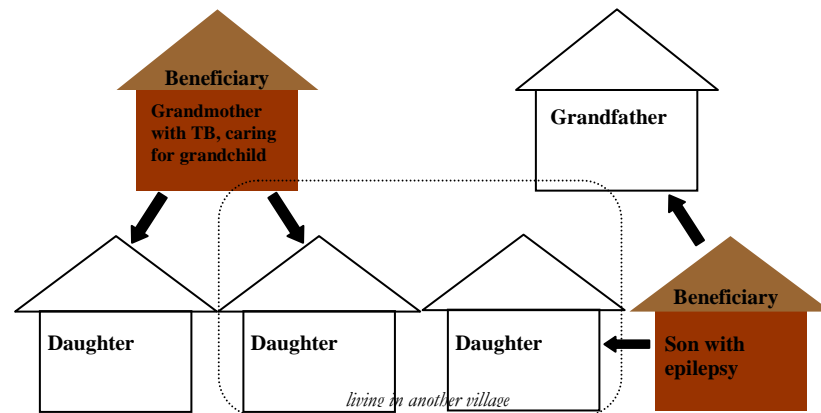 Beneficiary
Grandmother
with TB, caring
for grandchild
Grandfather
Beneficiary
Daughter
Daughter
Daughter
Son with
epilepsy
living in another village